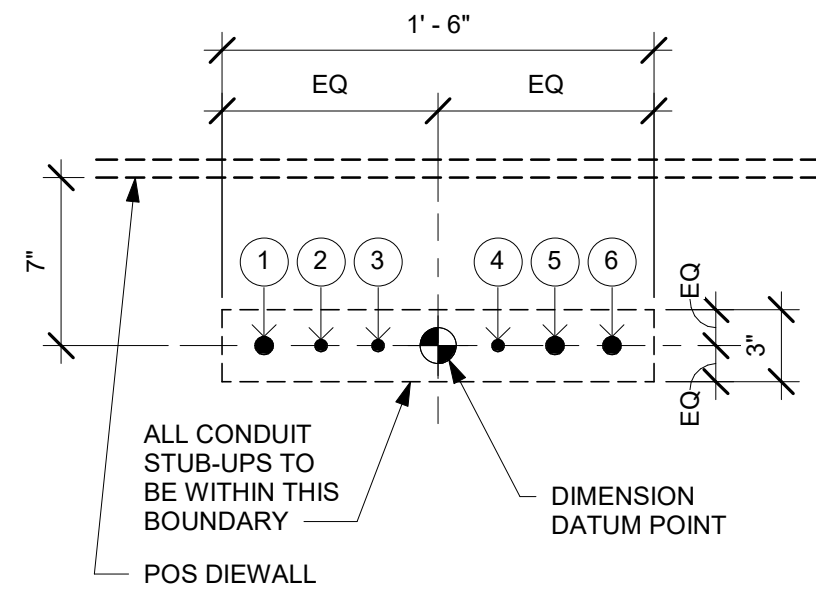 1' - 6"
EQ EQ
7"
1 2 3 4 5 6
EQ
3"
EQ
ALL CONDUIT
STUB-UPS TO
BE WITHIN THIS
BOUNDARY
DIMENSION
DATUM POINT
POS DIEWALL